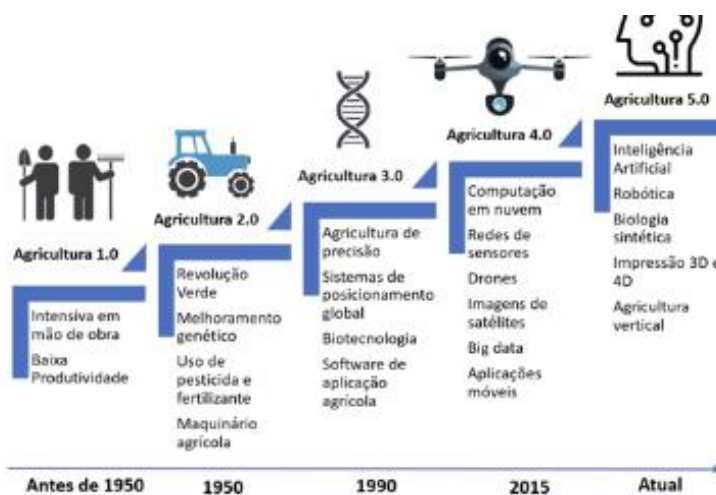 Agricultura 1.0
Intensiva em
mão de obra
Baixa
Produtividade
Antes de 1950
Agricultura 2.0
Revolução
Verde
Melhoramento
genético
Uso de
pesticida e
fertilizante
Maquinário
agrícola
1950
Agricultura 3.0
Agricultura de
precisão
Sistemas de
posicionamento
global
Biotecnologia
Software de
aplicação
agrícola
1990
Agricultura 4.0
Computação
em nuvem
Redes de
sensores
Drones
Imagens de
satélites
Big data
Aplicações
móveis
2015
Agricultura 5.0
Inteligência
Artificial
Robótica
Biologia
sintética
Impressão 3D e
4D
Agricultura
vertical
Atual